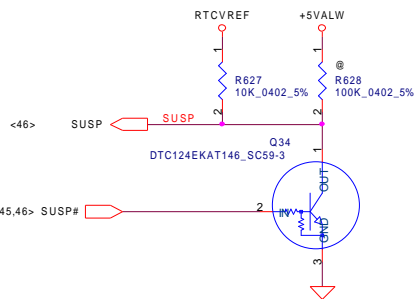 RTCVREF +5VALW
1 1
@
R627 R628
10K_0402_5% 100K_0402_5%
2 2
<46> SUSP SUSP
Q34
DTC124EKAT146_SC59-3
1
OUT
45,46> SUSP# 2 IN
GND
3